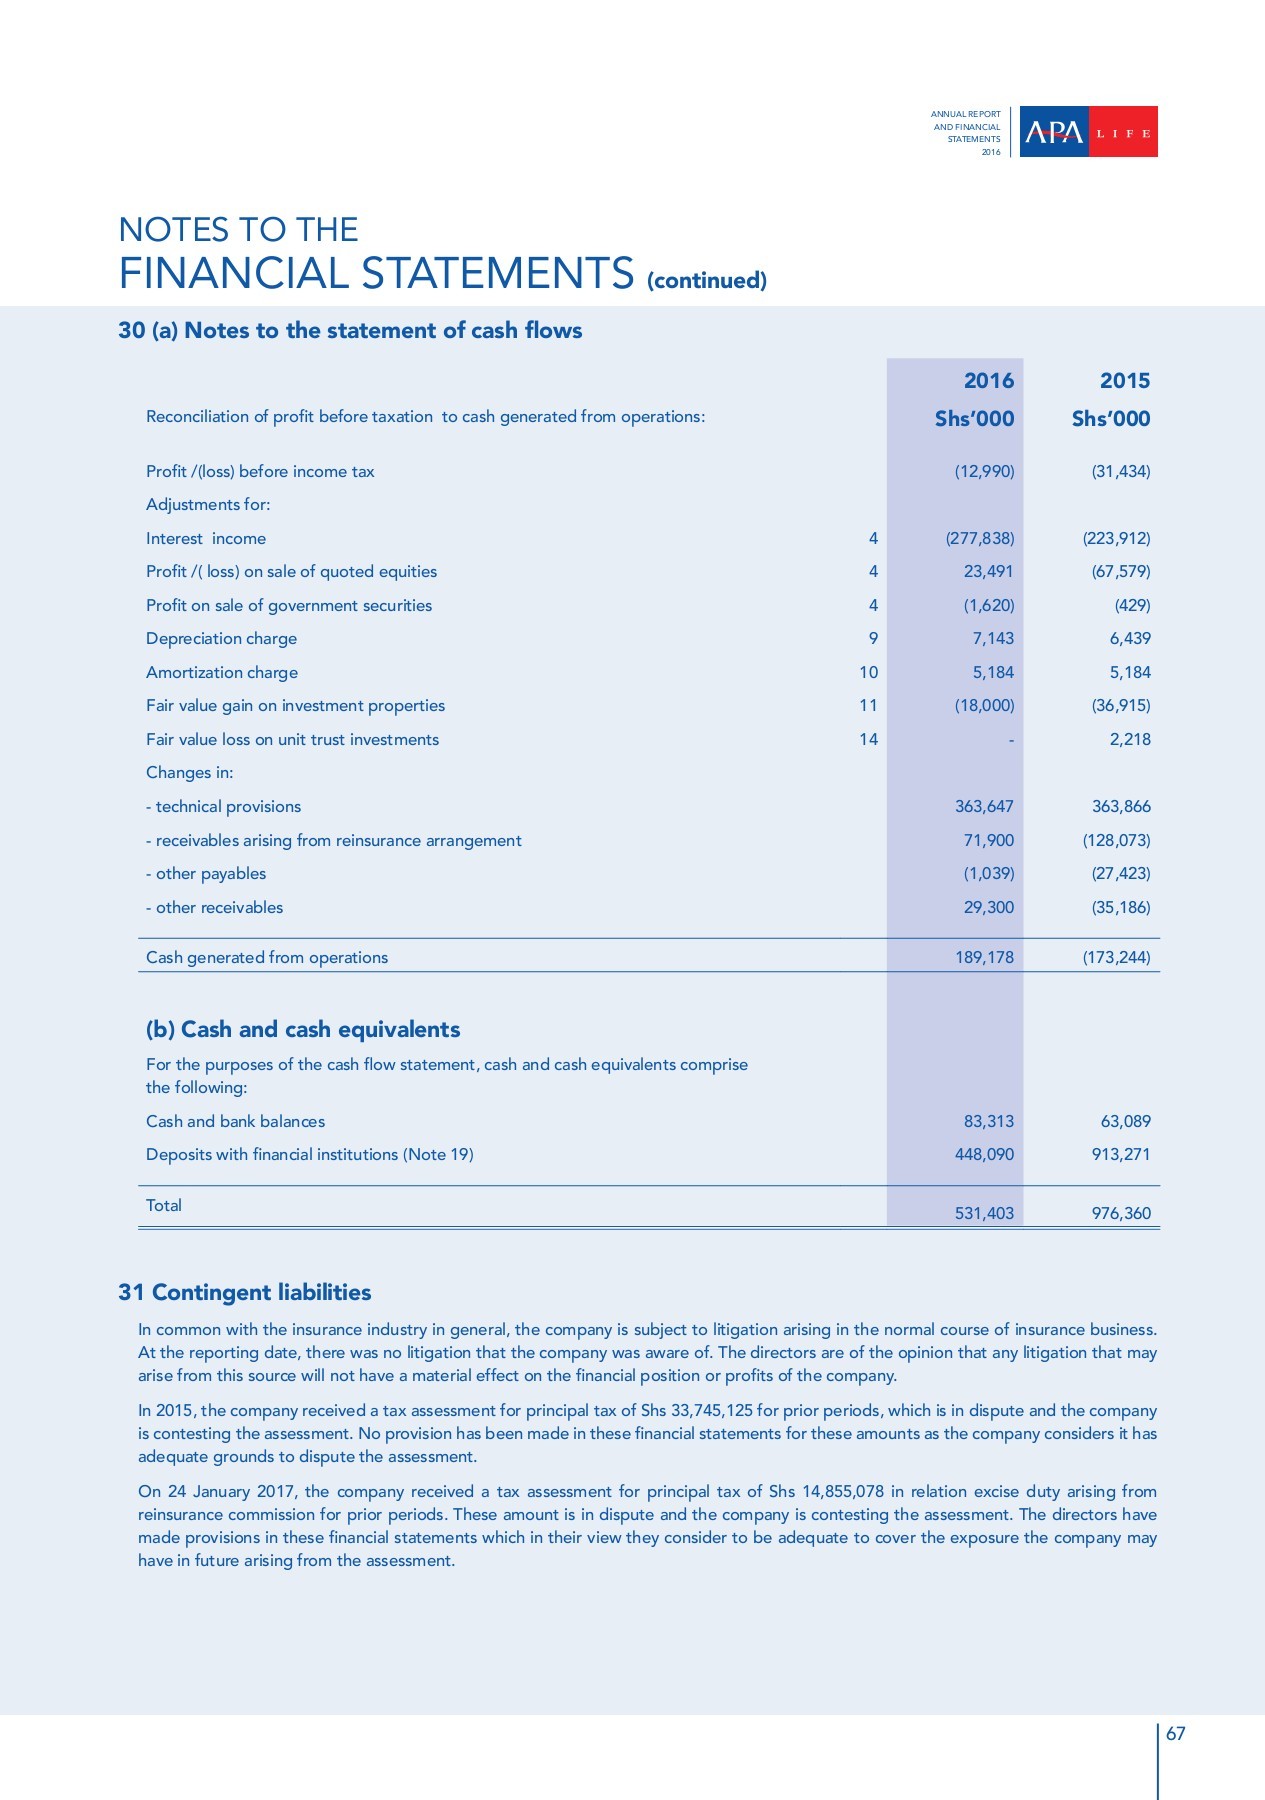 ANNUAL REPORT
AND FINANCIAL
STATEMENTS
2016
APA LIFE
NOTES TO THE
FINANCIAL STATEMENTS (continued)
30 (a) Notes to the statement of cash flows
2016 2015
Reconciliation of profit before taxation to cash generated from operations: Shs’000 Shs’000
Profit /(loss) before income tax (12,990) (31,434)
Adjustments for:
Interest income 4 (277,838) (223,912)
Profit /( loss) on sale of quoted equities 4 23,491 (67,579)
Profit on sale of government securities 4 (1,620) (429)
Depreciation charge 9 7,143 6,439
Amortization charge 10 5,184 5,184
Fair value gain on investment properties 11 (18,000) (36,915)
Fair value loss on unit trust investments 14 - 2,218
Changes in:
- technical provisions 363,647 363,866
- receivables arising from reinsurance arrangement 71,900 (128,073)
- other payables (1,039) (27,423)
- other receivables 29,300 (35,186)
Cash generated from operations 189,178 (173,244)
(b) Cash and cash equivalents
For the purposes of the cash flow statement, cash and cash equivalents comprise
the following:
Cash and bank balances 83,313 63,089
Deposits with financial institutions (Note 19) 448,090 913,271
Total 531,403 976,360
31 Contingent liabilities
In common with the insurance industry in general, the company is subject to litigation arising in the normal course of insurance business.
At the reporting date, there was no litigation that the company was aware of. The directors are of the opinion that any litigation that may
arise from this source will not have a material effect on the financial position or profits of the company.
In 2015, the company received a tax assessment for principal tax of Shs 33,745,125 for prior periods, which is in dispute and the company
is contesting the assessment. No provision has been made in these financial statements for these amounts as the company considers it has
adequate grounds to dispute the assessment.
On 24 January 2017, the company received a tax assessment for principal tax of Shs 14,855,078 in relation excise duty arising from
reinsurance commission for prior periods. These amount is in dispute and the company is contesting the assessment. The directors have
made provisions in these financial statements which in their view they consider to be adequate to cover the exposure the company may
have in future arising from the assessment.
67